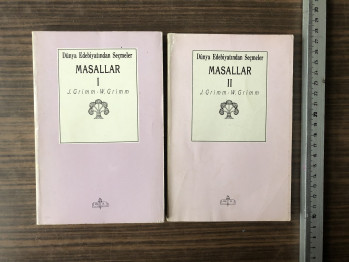 Dünya Edebiyatından Seçmeler
MASALLAR
I
J.Grimm-W.Grimm
Dünya Edebiyatından Seçmeler
MASALLAR
II
J.Grimm-W.Grimm